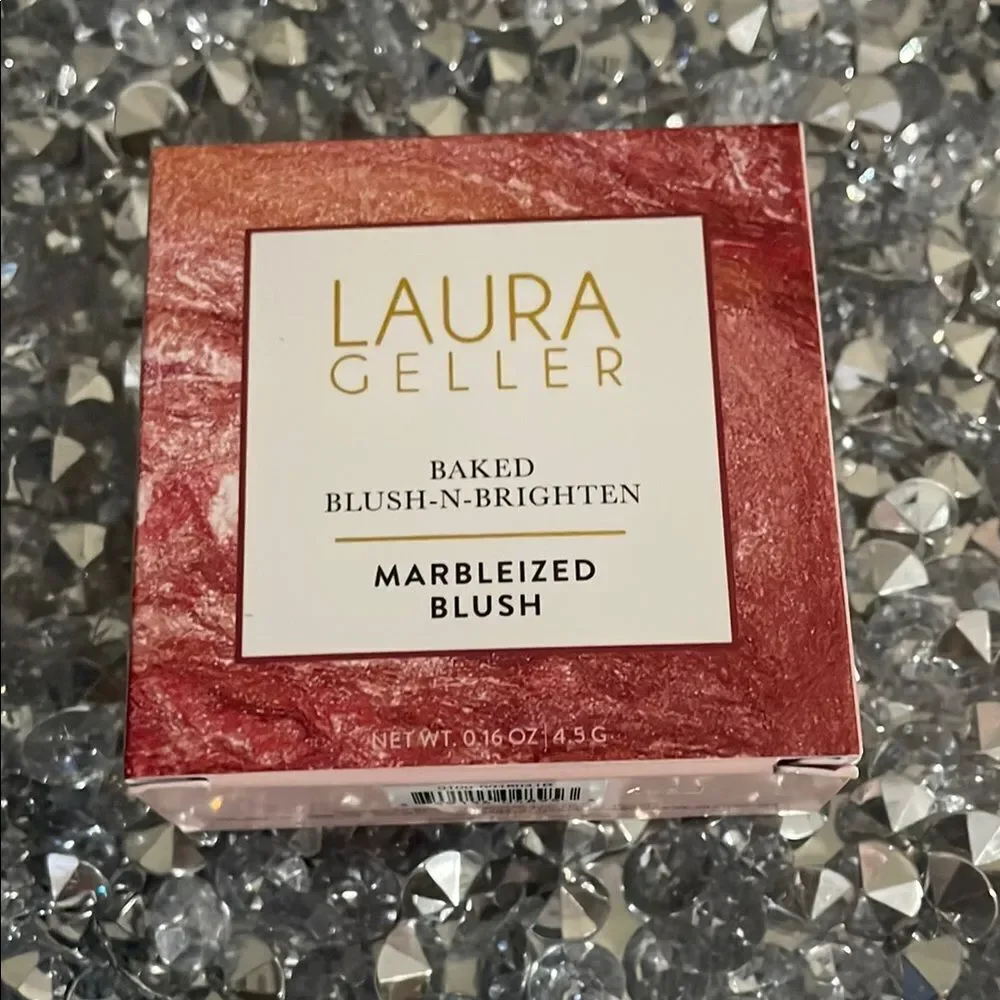 LAURA
GELLER
BAKED
BLUSH-N-BRIGHTEN
MARBLEIZED
BLUSH
NET WT. 0.16 OZ | 4.5 G